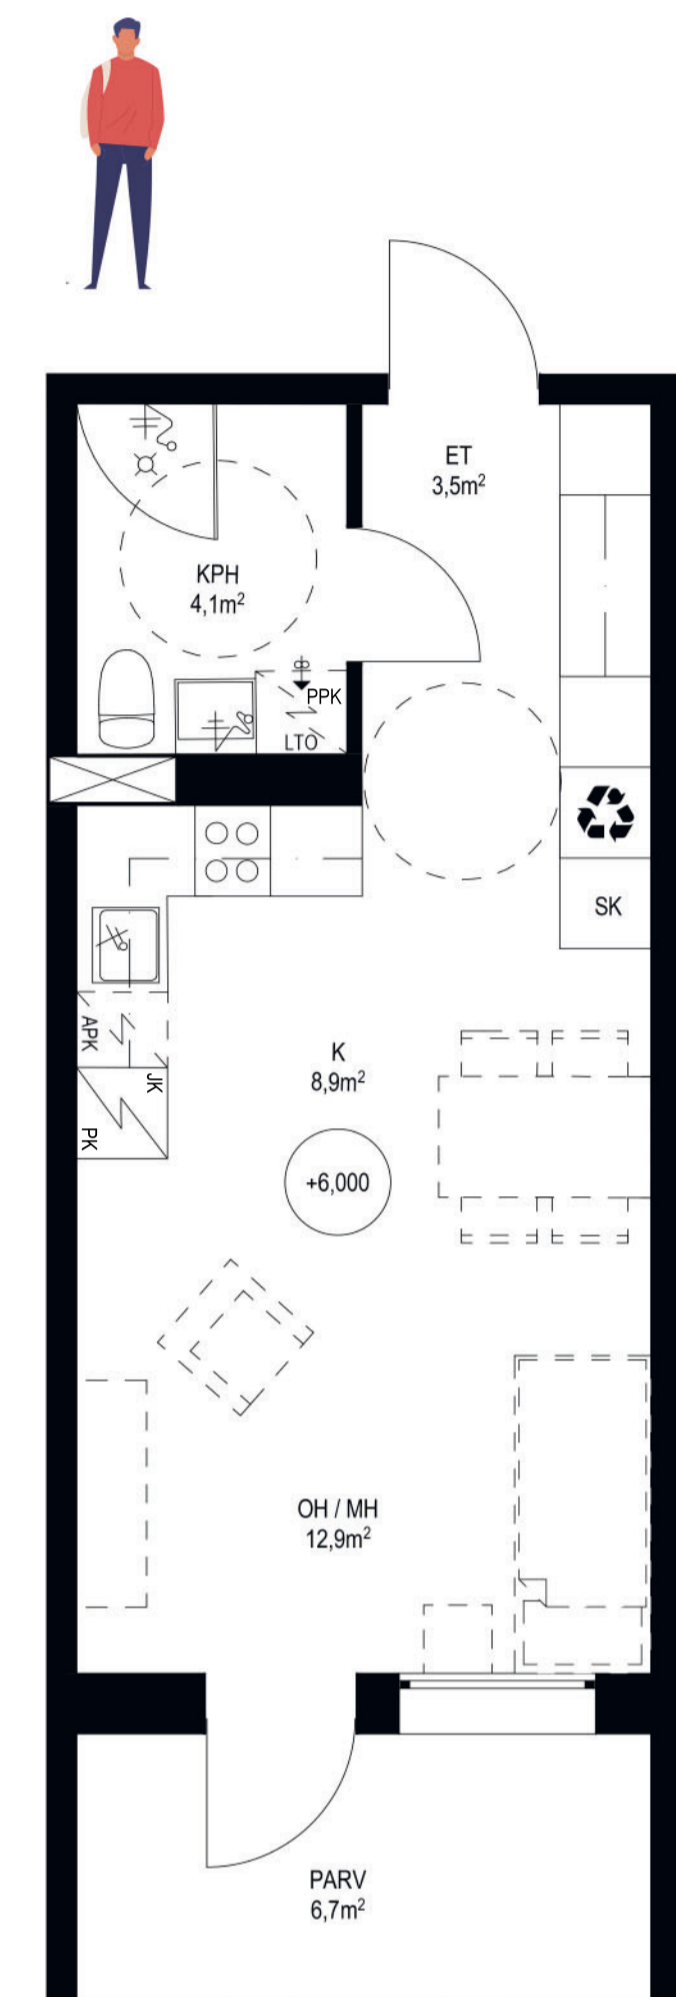 ET
3,5m²
KPH
4,1m²
PPK
LTO
SK
APK
JK
PK
K
8,9m²
+6,000
OH / MH
12,9m²
PARV
6,7m²